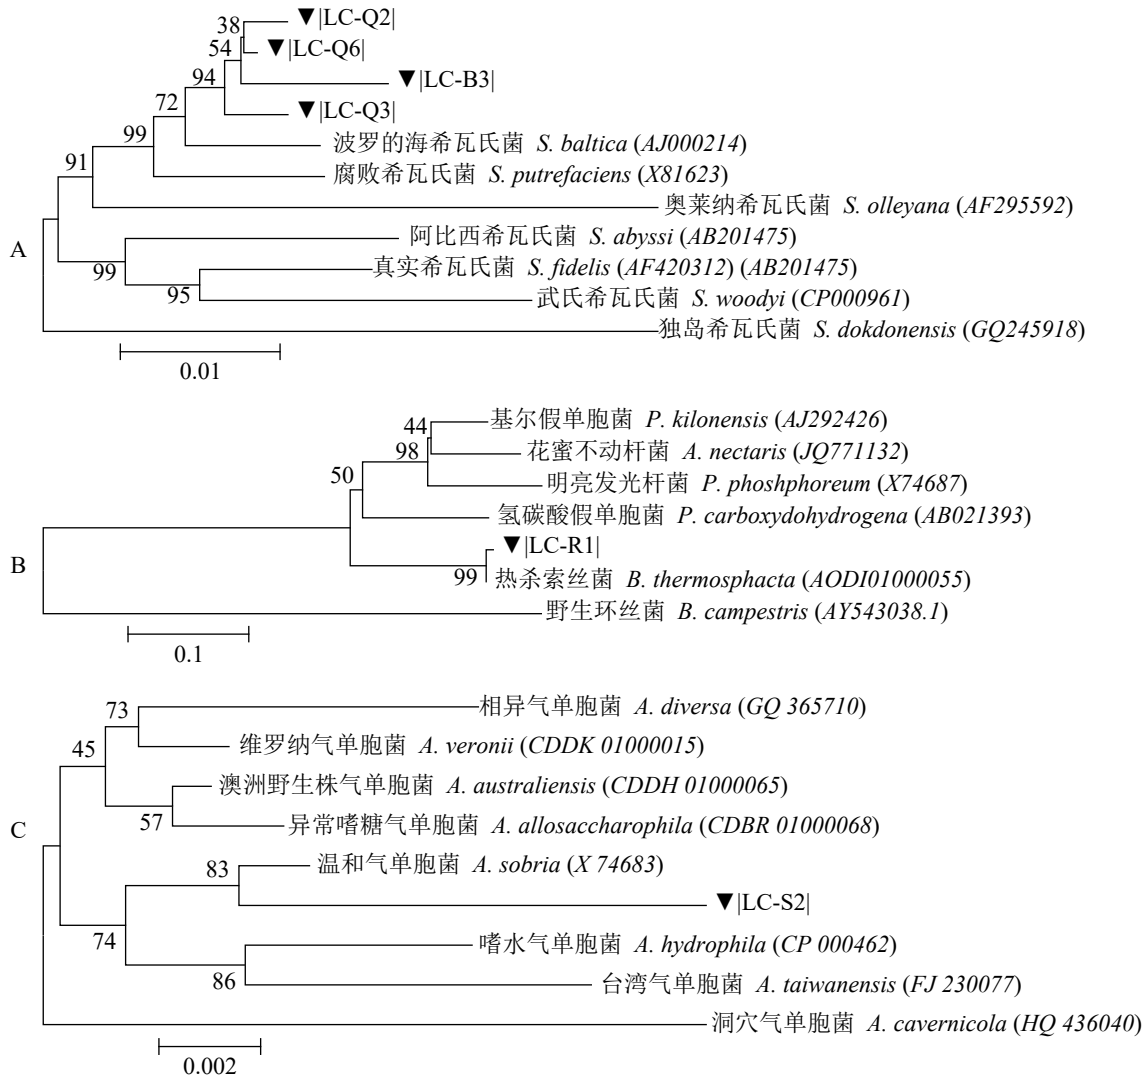 38
▼|LC-Q2|
54
▼|LC-Q6|
94
▼|LC-B3|
72
▼|LC-Q3|
99
波罗的海希瓦氏菌 S. baltica (AJ000214)
91
腐败希瓦氏菌 S. putrefaciens (X81623)
奥莱纳希瓦氏菌 S. olleyana (AF295592)
A
阿比西希瓦氏菌 S. abyssi (AB201475)
99
真实希瓦氏菌 S. fidelis (AF420312) (AB201475)
95
武氏希瓦氏菌 S. woodyi (CP000961)
独岛希瓦氏菌 S. dokdonensis (GQ245918)
0.01
44
基尔假单胞菌 P. kilonensis (AJ292426)
98
花蜜不动杆菌 A. nectaris (JQ771132)
50
明亮发光杆菌 P. phoshphoreum (X74687)
氢碳酸假单胞菌 P. carboxydohydrogena (AB021393)
B
▼|LC-R1|
99
热杀索丝菌 B. thermosphacta (AODI01000055)
野生环丝菌 B. campestris (AY543038.1)
0.1
73
相异气单胞菌 A. diversa (GQ 365710)
45
维罗纳气单胞菌 A. veronii (CDDK 01000015)
澳洲野生株气单胞菌 A. australiensis (CDDH 01000065)
57
异常嗜糖气单胞菌 A. allosaccharophila (CDBR 01000068)
C
83
温和气单胞菌 A. sobria (X 74683)
▼|LC-S2|
74
嗜水气单胞菌 A. hydrophila (CP 000462)
86
台湾气单胞菌 A. taiwanensis (FJ 230077)
洞穴气单胞菌 A. cavernicola (HQ 436040)
0.002